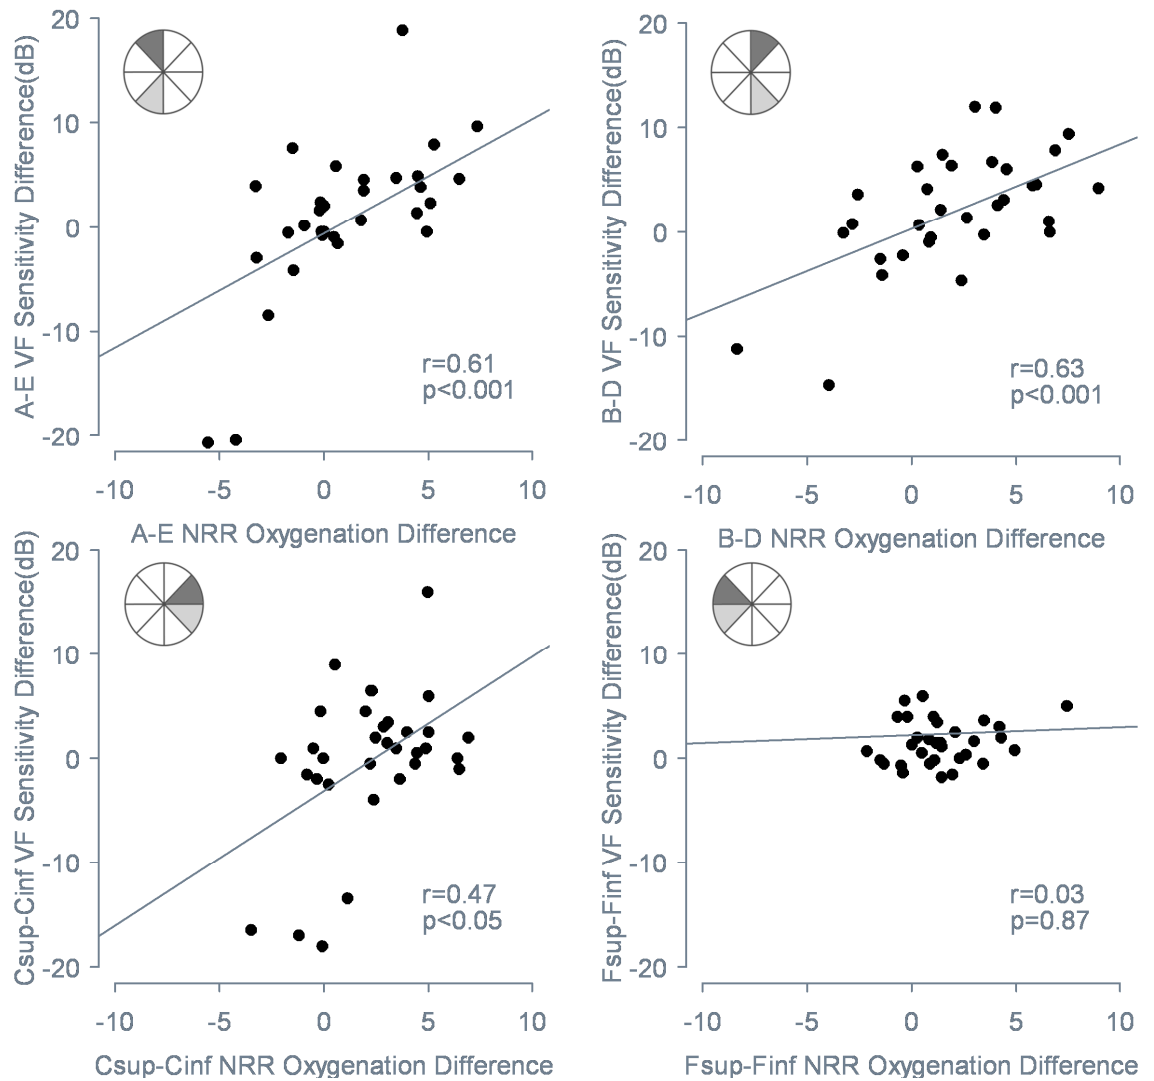 20
10
0
-10
-20
A-E VF Sensitivity Difference(dB)
r=0.61
p<0.001
-10 -5 0 5 10
A-E NRR Oxygenation Difference
20
10
0
-10
-20
B-D VF Sensitivity Difference(dB)
r=0.63
p<0.001
-10 -5 0 5 10
B-D NRR Oxygenation Difference
20
10
0
-10
-20
Csup-Cinf VF Sensitivity Difference(dB)
r=0.47
p<0.05
-10 -5 0 5 10
Csup-Cinf NRR Oxygenation Difference
20
10
0
-10
-20
Fsup-Finf VF Sensitivity Difference(dB)
r=0.03
p=0.87
-10 -5 0 5 10
Fsup-Finf NRR Oxygenation Difference